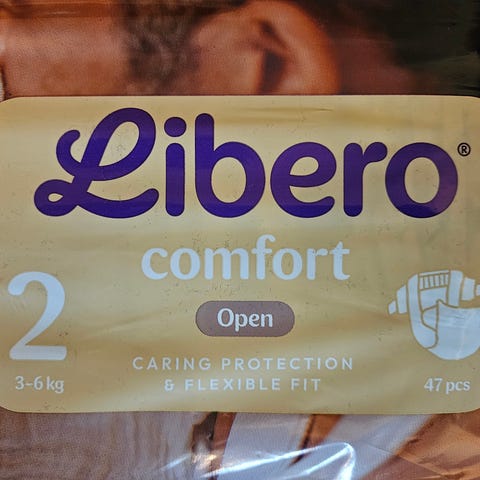 Libero®
comfort
2
Open
3-6 kg
CARING PROTECTION
& FLEXIBLE FIT
47 pcs